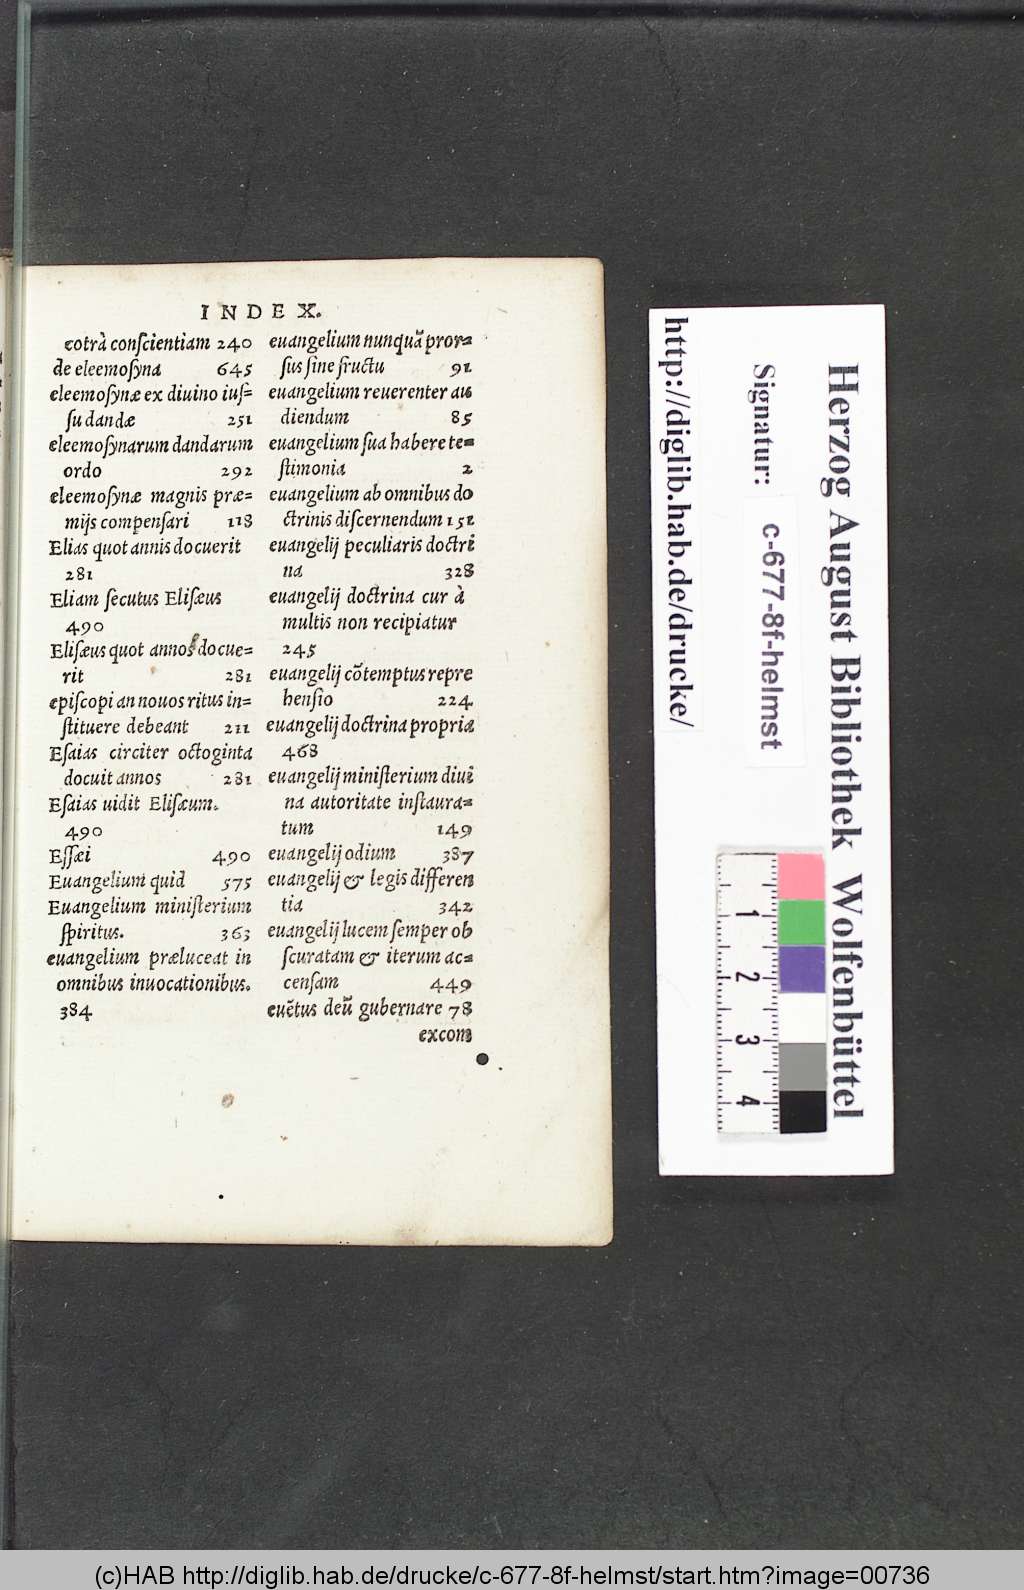 INDEX.
cōtrà conſcientiam 240
de eleemoſyna 645
eleemoſynæ ex diuino iuſ=
ſu dandæ 251
eleemoſynarum dandarum
ordo 292
eleemoſynæ magnis præ=
mijs compenſari 118
Elias quot annis docuerit
281
Eliam ſecutus Eliſæus
490
Eliſæus quot annos docue=
rit 281
epiſcopi an nouos ritus in=
ſtituere debeant 211
Eſaias circiter octoginta
docuit annos 281
Eſaias uidit Eliſæum.
490
Eſſæi 490
Euangelium quid 575
Euangelium miniſterium
ſpiritus. 363
euangelium præluceat in
omnibus inuocationibus.
384
euangelium nunquā pror=
ſus ſine fructu 91
euangelium reuerenter au
diendum 85
euangelium ſua habere te=
ſtimonia 2
euangelium ab omnibus do
ctrinis diſcernendum 152
euangelij peculiaris doctri
na 328
euangelij doctrina cur à
multis non recipiatur
245
euangelij cōtemptus repre
henſio 224
euangelij doctrina propria
468
euangelij miniſterium diui
na autoritate inſtaura=
tum 149
euangelij odium 387
euangelij & legis differen
tia 342
euangelij lucem ſemper ob
ſcuratam & iterum ac=
cenſam 449
euētus deū gubernare 78
excom
Herzog August Bibliothek Wolfenbüttel
Signatur: c-677-8f-helmst
http://diglib.hab.de/drucke/
1 2 3 4
(c)HAB http://diglib.hab.de/drucke/c-677-8f-helmst/start.htm?image=00736